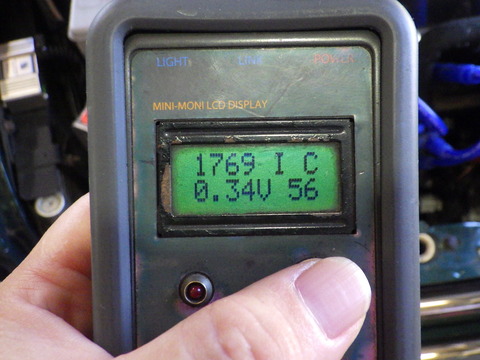 LIGHT LINK POWER
MINI-MONI LCD DISPLAY
1769 I C
0.34V 56